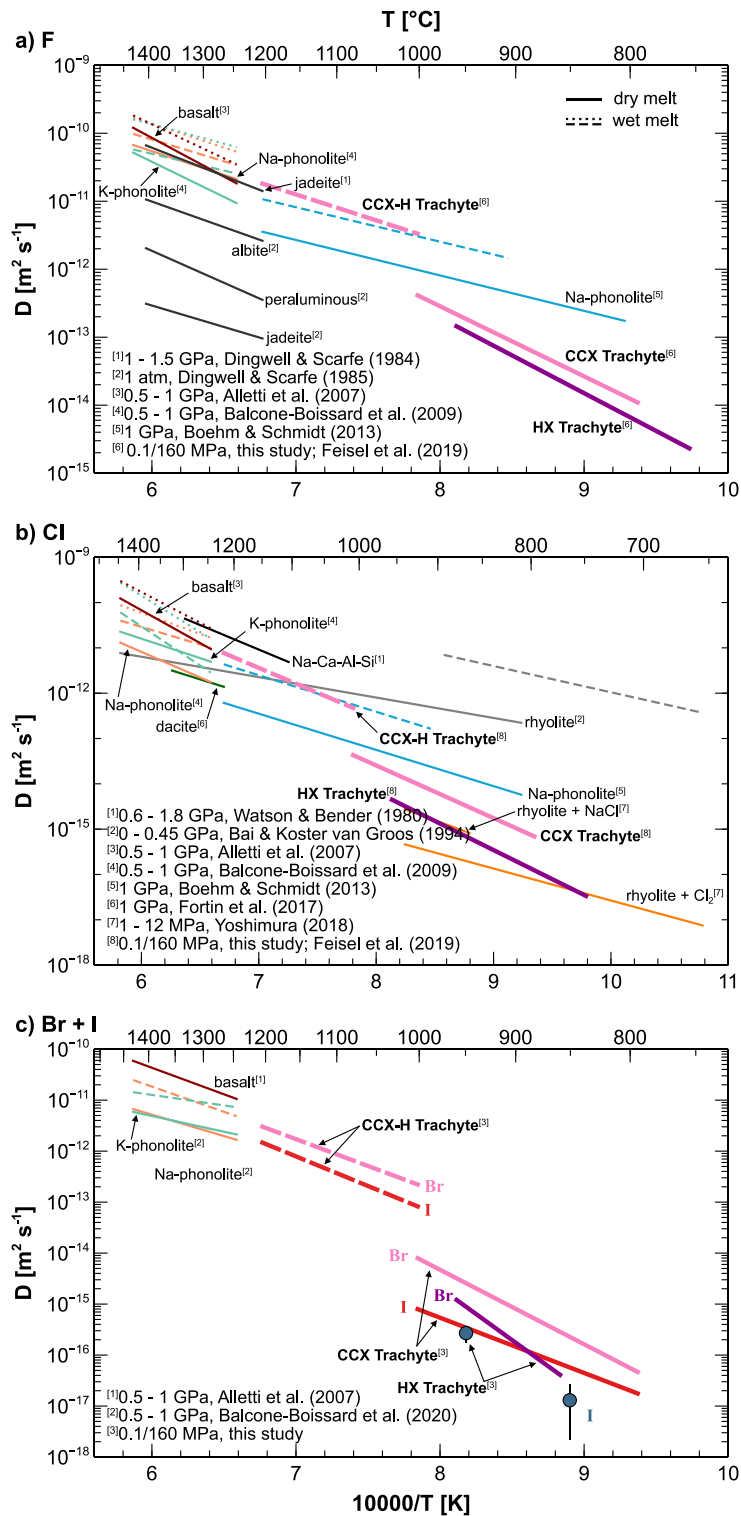 T [°C]
a) F
1400 1300 1200 1100 1000 900 800
10⁻⁹
10⁻¹⁰
10⁻¹¹
10⁻¹²
10⁻¹³
10⁻¹⁴
10⁻¹⁵
D [m² s⁻¹]
dry melt
wet melt
basalt[3]
Na-phonolite[4]
jadeite[1]
K-phonolite[4]
CCX-H Trachyte[6]
albite[2]
peraluminous[2]
Na-phonolite[5]
jadeite[2]
CCX Trachyte[6]
HX Trachyte[6]
[1]1 - 1.5 GPa, Dingwell & Scarfe (1984)
[2]1 atm, Dingwell & Scarfe (1985)
[3]0.5 - 1 GPa, Alletti et al. (2007)
[4]0.5 - 1 GPa, Balcone-Boissard et al. (2009)
[5]1 GPa, Boehm & Schmidt (2013)
[6]0.1/160 MPa, this study; Feisel et al. (2019)
6 7 8 9 10
b) Cl
1400 1200 1000 900 800 700
10⁻⁹
10⁻¹²
10⁻¹⁵
10⁻¹⁸
D [m² s⁻¹]
basalt[3]
K-phonolite[4]
Na-Ca-Al-Si[1]
Na-phonolite[4]
dacite[6]
rhyolite[2]
CCX-H Trachyte[8]
HX Trachyte[8]
Na-phonolite[5]
rhyolite + NaCl[7]
CCX Trachyte[8]
rhyolite + Cl₂[7]
[1]0.6 - 1.8 GPa, Watson & Bender (1980)
[2]0 - 0.45 GPa, Bai & Koster van Groos (1994)
[3]0.5 - 1 GPa, Alletti et al. (2007)
[4]0.5 - 1 GPa, Balcone-Boissard et al. (2009)
[5]1 GPa, Boehm & Schmidt (2013)
[6]1 GPa, Fortin et al. (2017)
[7]1 - 12 MPa, Yoshimura (2018)
[8]0.1/160 MPa, this study; Feisel et al. (2019)
6 7 8 9 10 11
c) Br + I
1400 1300 1200 1100 1000 900 800
10⁻¹⁰
10⁻¹¹
10⁻¹²
10⁻¹³
10⁻¹⁴
10⁻¹⁵
10⁻¹⁶
10⁻¹⁷
10⁻¹⁸
D [m² s⁻¹]
basalt[1]
CCX-H Trachyte[3]
K-phonolite[2]
Na-phonolite[2]
Br
I
Br
Br
I
CCX Trachyte[3]
HX Trachyte[3]
I
[1]0.5 - 1 GPa, Alletti et al. (2007)
[2]0.5 - 1 GPa, Balcone-Boissard et al. (2020)
[3]0.1/160 MPa, this study
6 7 8 9 10
10000/T [K]